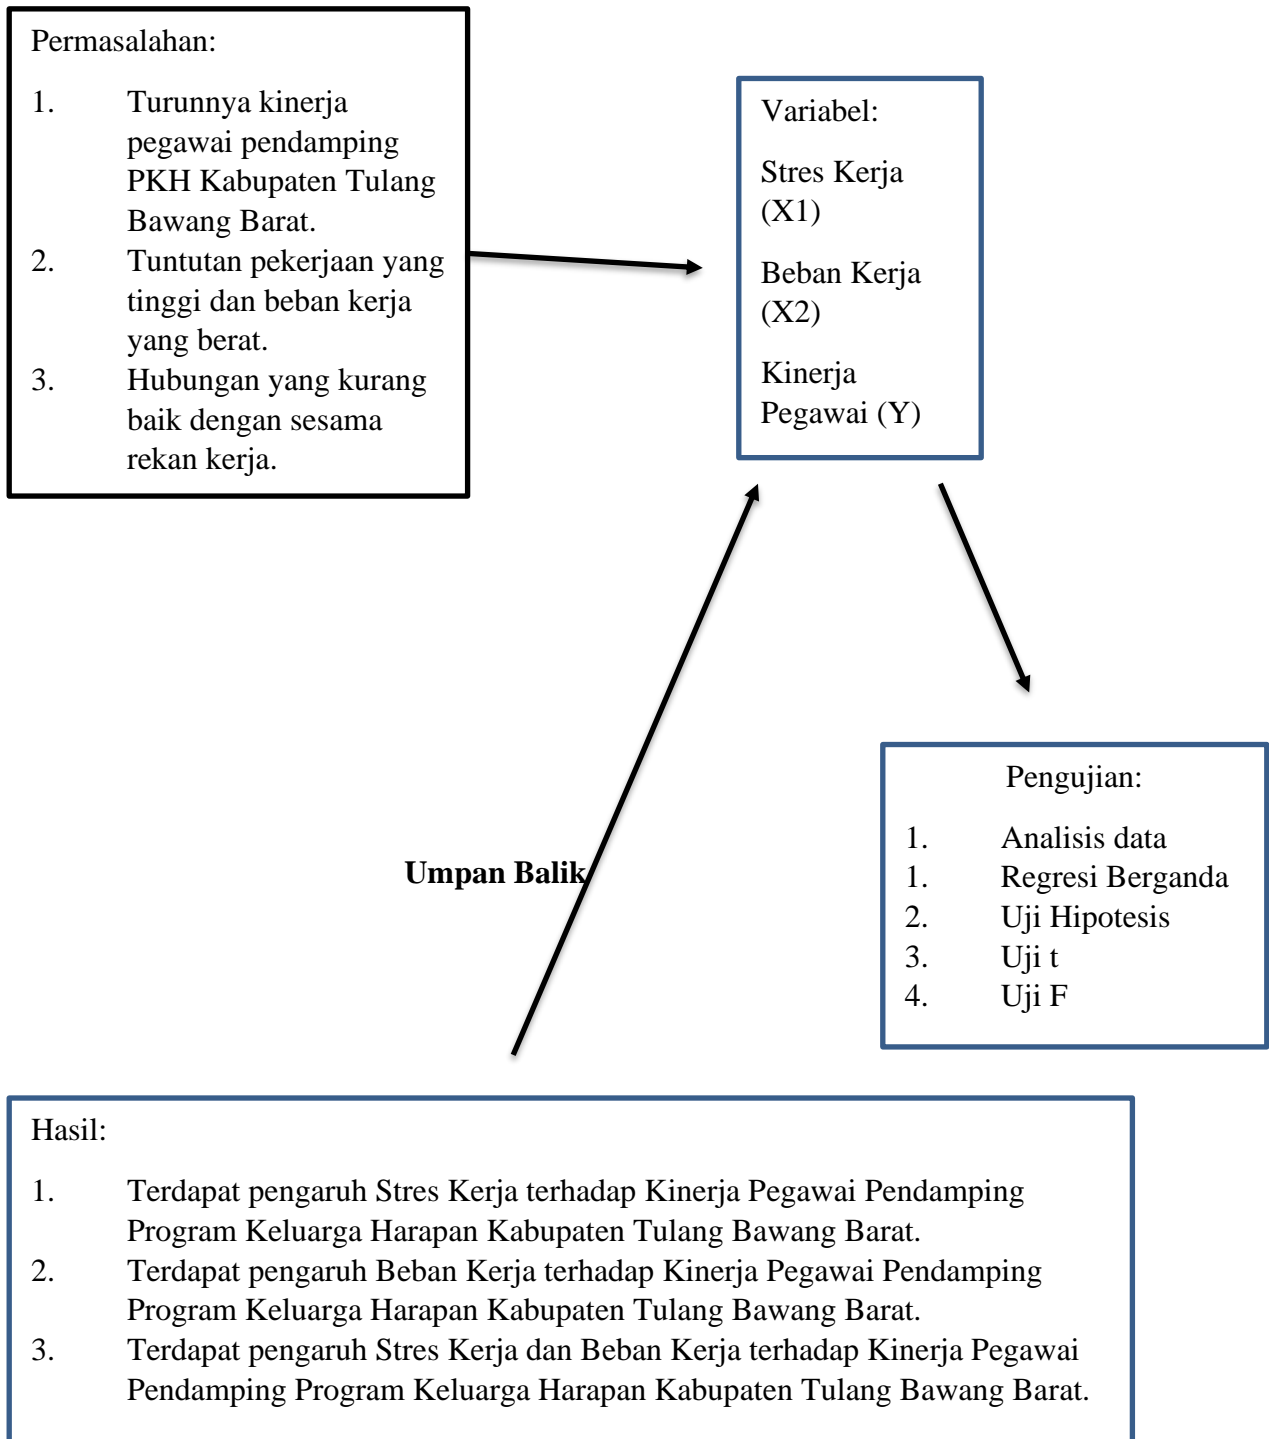 Permasalahan:
1. Turunnya kinerja
pegawai pendamping
PKH Kabupaten Tulang
Bawang Barat.
2. Tuntutan pekerjaan yang
tinggi dan beban kerja
yang berat.
3. Hubungan yang kurang
baik dengan sesama
rekan kerja.
Variabel:
Stres Kerja
(X1)
Beban Kerja
(X2)
Kinerja
Pegawai (Y)
Pengujian:
1. Analisis data
1. Regresi Berganda
2. Uji Hipotesis
3. Uji t
4. Uji F
Umpan Balik
Hasil:
1. Terdapat pengaruh Stres Kerja terhadap Kinerja Pegawai Pendamping
Program Keluarga Harapan Kabupaten Tulang Bawang Barat.
2. Terdapat pengaruh Beban Kerja terhadap Kinerja Pegawai Pendamping
Program Keluarga Harapan Kabupaten Tulang Bawang Barat.
3. Terdapat pengaruh Stres Kerja dan Beban Kerja terhadap Kinerja Pegawai
Pendamping Program Keluarga Harapan Kabupaten Tulang Bawang Barat.